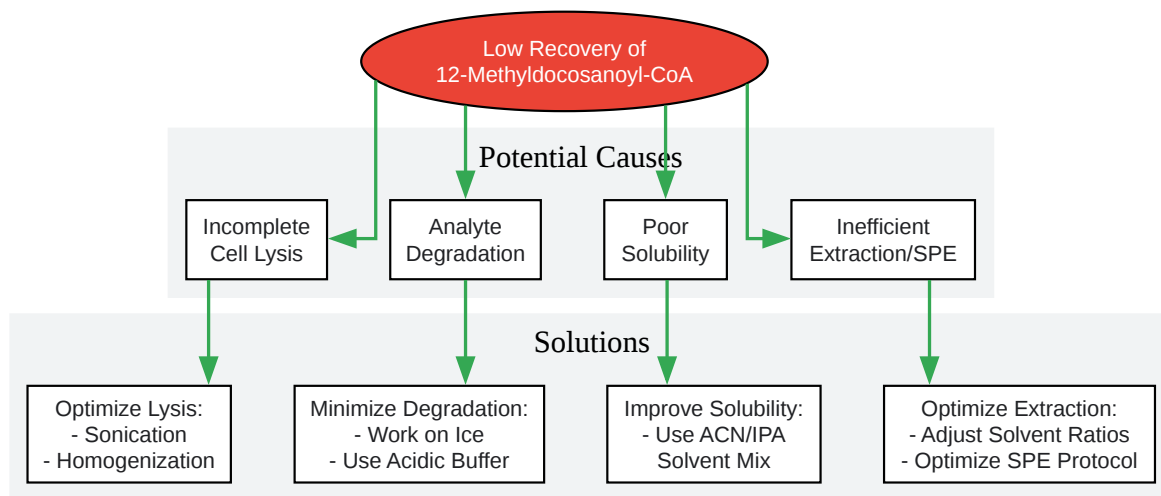 Low Recovery of
12-Methyldocosanoyl-CoA
Potential Causes
Incomplete
Cell Lysis
Analyte
Degradation
Poor
Solubility
Inefficient
Extraction/SPE
Solutions
Optimize Lysis:
- Sonication
- Homogenization
Minimize Degradation:
- Work on Ice
- Use Acidic Buffer
Improve Solubility:
- Use ACN/IPA
Solvent Mix
Optimize Extraction:
- Adjust Solvent Ratios
- Optimize SPE Protocol